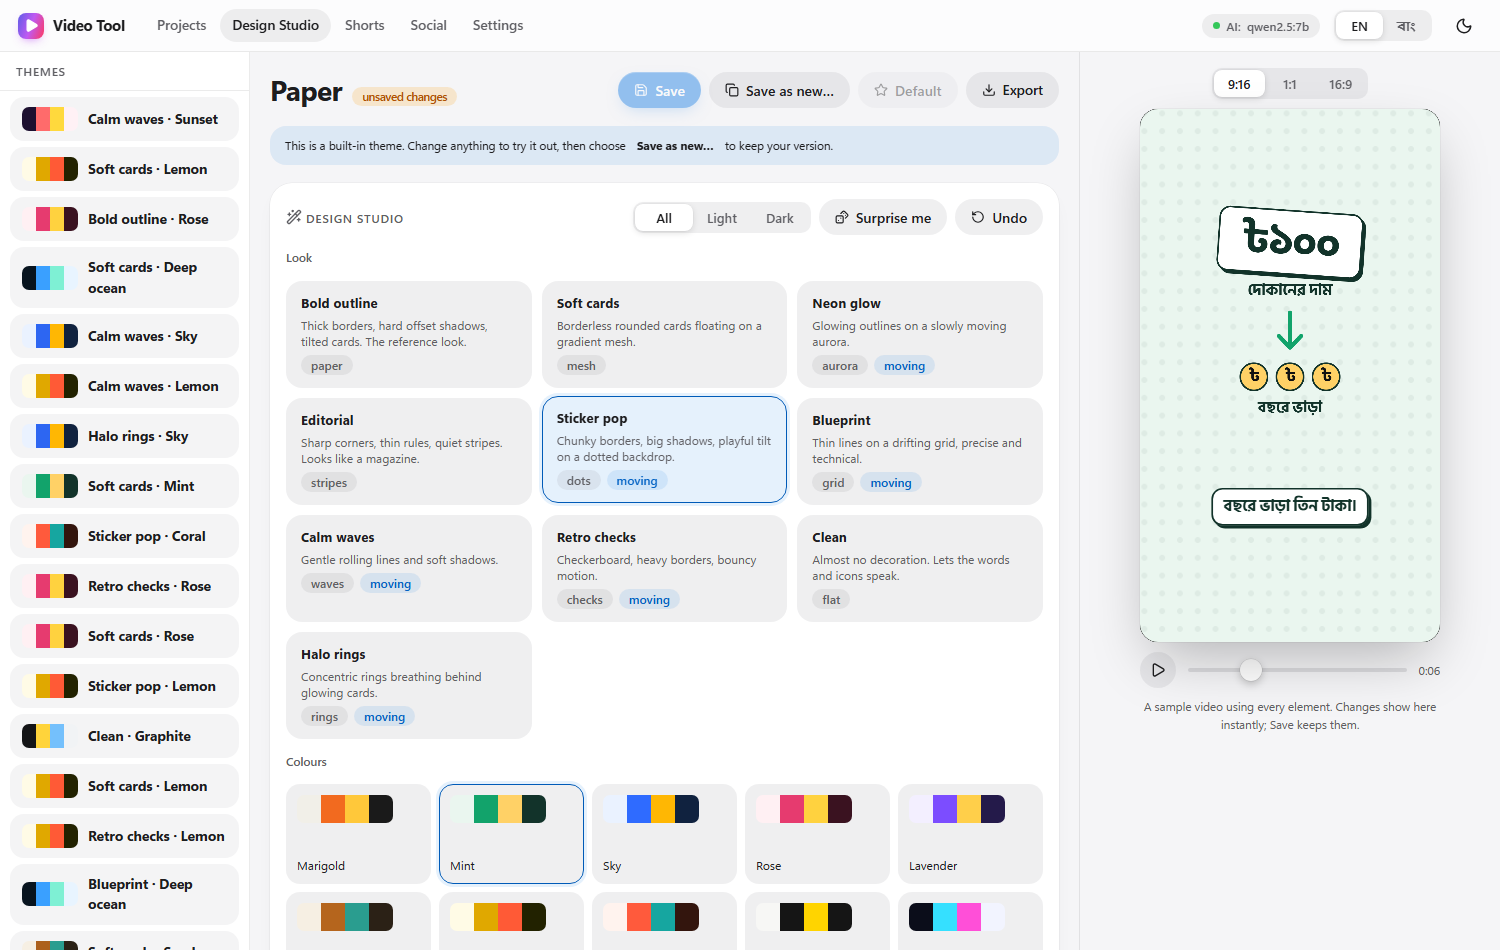 Video Tool
Projects
Design Studio
Shorts
Social
Settings
AI: qwen2.5:7b
EN
বাং
THEMES
Calm waves · Sunset
Soft cards · Lemon
Bold outline · Rose
Soft cards · Deep
ocean
Calm waves · Sky
Calm waves · Lemon
Halo rings · Sky
Soft cards · Mint
Sticker pop · Coral
Retro checks · Rose
Soft cards · Rose
Sticker pop · Lemon
Clean · Graphite
Soft cards · Lemon
Retro checks · Lemon
Blueprint · Deep
ocean
Paper
unsaved changes
Save
Save as new...
Default
Export
This is a built-in theme. Change anything to try it out, then choose Save as new... to keep your version.
DESIGN STUDIO
All
Light
Dark
Surprise me
Undo
Look
Bold outline
Thick borders, hard offset shadows,
tilted cards. The reference look.
paper
Soft cards
Borderless rounded cards floating on a
gradient mesh.
mesh
Neon glow
Glowing outlines on a slowly moving
aurora.
aurora
moving
Editorial
Sharp corners, thin rules, quiet stripes.
Looks like a magazine.
stripes
Sticker pop
Chunky borders, big shadows, playful tilt
on a dotted backdrop.
dots
moving
Blueprint
Thin lines on a drifting grid, precise and
technical.
grid
moving
Calm waves
Gentle rolling lines and soft shadows.
waves
moving
Retro checks
Checkerboard, heavy borders, bouncy
motion.
checks
moving
Clean
Almost no decoration. Lets the words
and icons speak.
flat
Halo rings
Concentric rings breathing behind
glowing cards.
rings
moving
Colours
Marigold
Mint
Sky
Rose
Lavender
9:16
1:1
16:9
৳১০০
দোকানের দাম
৳ ৳ ৳
বছরে ভাড়া
বছরে ভাড়া তিন টাকা।
0:06
A sample video using every element. Changes show here
instantly; Save keeps them.